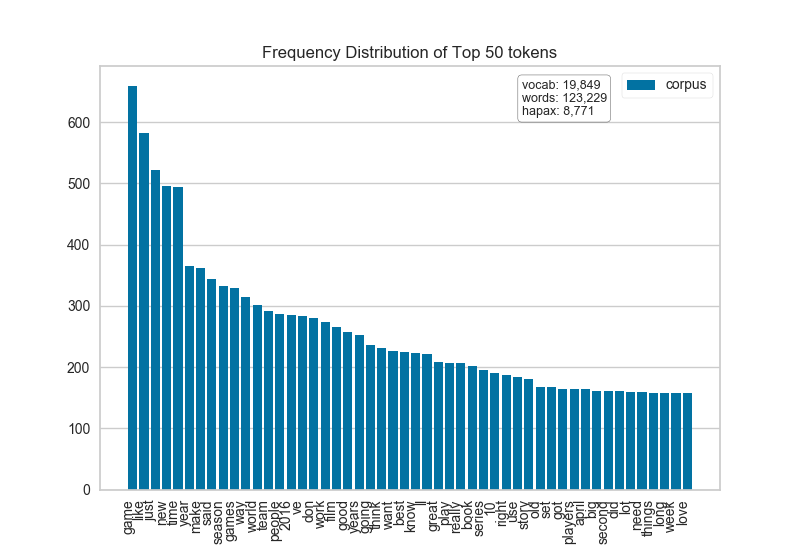 Frequency Distribution of Top 50 tokens
vocab: 19,849
words: 123,229
hapax: 8,771
corpus
600
500
400
300
200
100
0
game
like
just
new
time
year
make
said
season
games
way
world
team
people
2016
ve
don
work
film
good
years
going
think
want
best
know
ll
great
play
really
book
series
10
right
use
story
old
set
got
players
april
big
second
did
lot
need
things
long
week
love